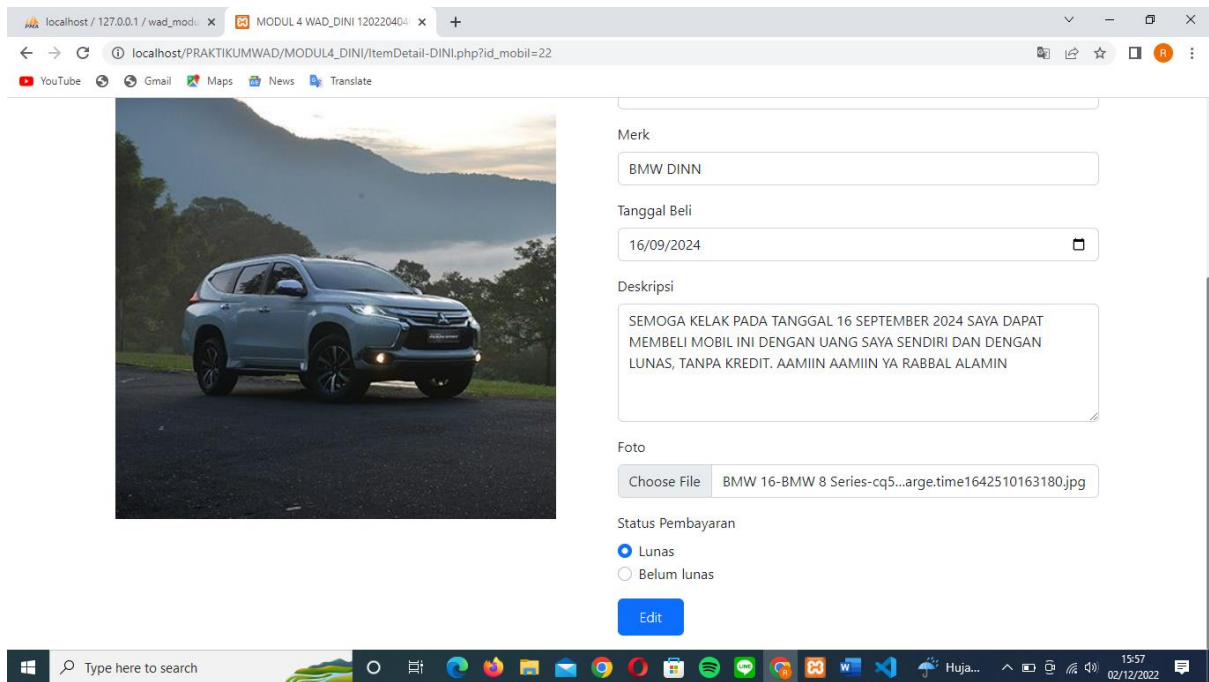 localhost / 127.0.0.1 / wad_modu
MODUL 4 WAD_DINI 120220404
localhost/PRAKTIKUMWAD/MODUL4_DINI/ItemDetail-DINI.php?id_mobil=22
R
YouTube
Gmail
Maps
News
Translate
Merk
BMW DINN
Tanggal Beli
16/09/2024
Deskripsi
SEMOGA KELAK PADA TANGGAL 16 SEPTEMBER 2024 SAYA DAPAT
MEMBELI MOBIL INI DENGAN UANG SAYA SENDIRI DAN DENGAN
LUNAS, TANPA KREDIT. AAMIIN AAMIIN YA RABBAL ALAMIN
Foto
Choose File BMW 16-BMW 8 Series-cq5...arge.time1642510163180.jpg
Status Pembayaran
Lunas
Belum lunas
Edit
Type here to search
Huja...
15:57
02/12/2022